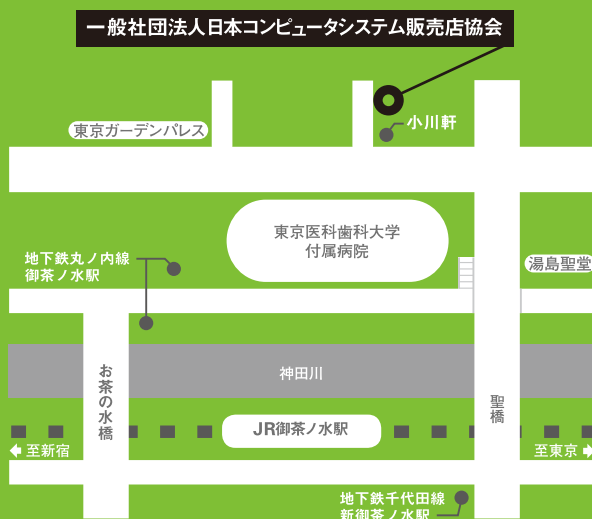 一般社団法人日本コンピュータシステム販売店協会
小川軒
東京ガーデンパレス
東京医科歯科大学
付属病院
地下鉄丸ノ内線
御茶ノ水駅
湯島聖堂
神田川
お茶の水橋
聖橋
JR御茶ノ水駅
至新宿
至東京
地下鉄千代田線
新御茶ノ水駅